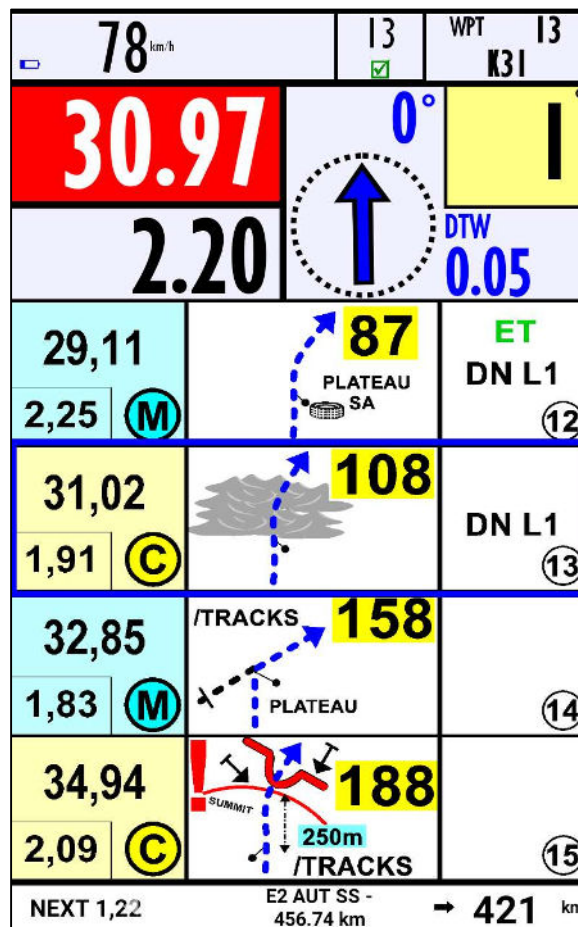 78 km/h
13
WPT 13
K31
30.97
0°
1
2.20
DTW
0.05
29,11
2,25 M
87
PLATEAU
SA
ET
DN L1
12
31,02
1,91 C
108
DN L1
13
32,85
1,83 M
/TRACKS
158
PLATEAU
14
34,94
2,09 C
!
SUMMIT
188
250m
/TRACKS
15
NEXT 1,22
E2 AUT SS -
456.74 km
→ 421 km